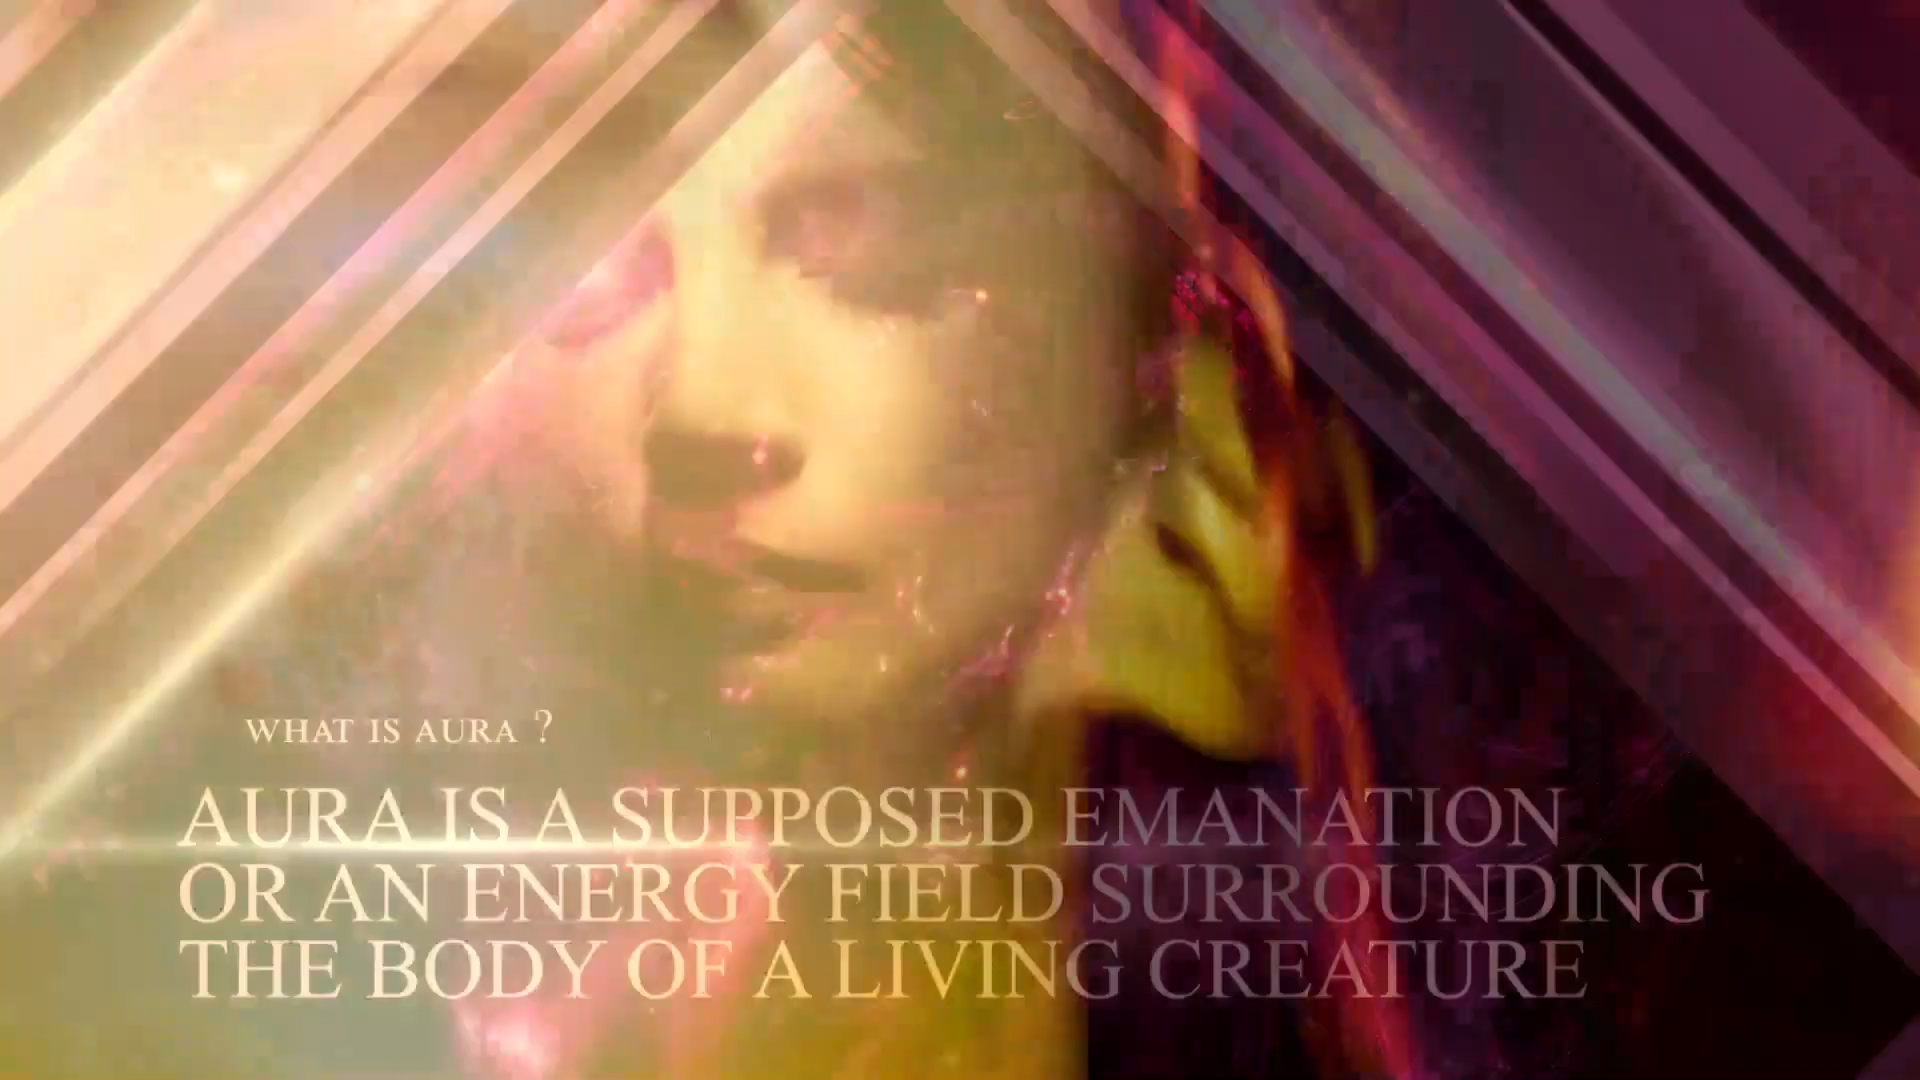 WHAT IS AURA ?
AURA IS A SUPPOSED EMANATION
OR AN ENERGY FIELD SURROUNDING
THE BODY OF A LIVING CREATURE